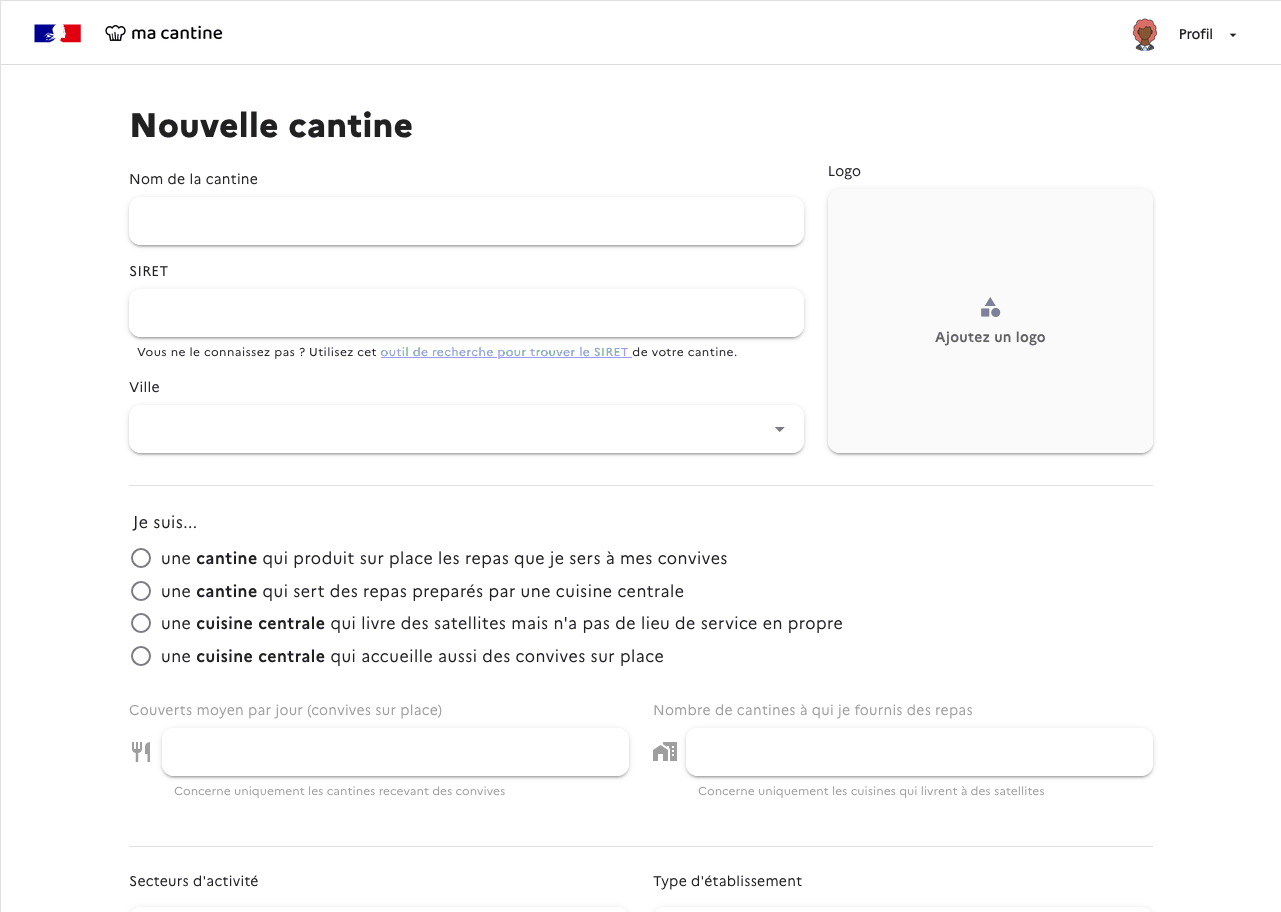 ma cantine
Profil
Nouvelle cantine
Nom de la cantine
Logo
SIRET
Ajoutez un logo
Vous ne le connaissez pas ? Utilisez cet outil de recherche pour trouver le SIRET de votre cantine.
Ville
Je suis...
une cantine qui produit sur place les repas que je sers à mes convives
une cantine qui sert des repas preparés par une cuisine centrale
une cuisine centrale qui livre des satellites mais n'a pas de lieu de service en propre
une cuisine centrale qui accueille aussi des convives sur place
Couverts moyen par jour (convives sur place)
Nombre de cantines à qui je fournis des repas
Concerne uniquement les cantines recevant des convives
Concerne uniquement les cuisines qui livrent à des satellites
Secteurs d'activité
Type d'établissement